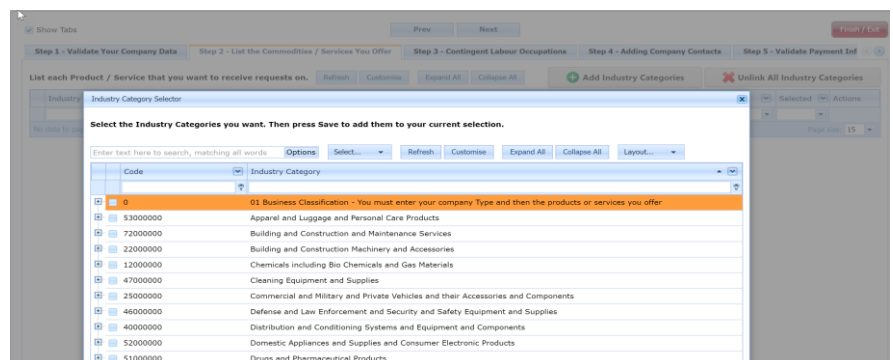 Show Tabs Prev Next Finish / Exit
Step 1 - Validate Your Company Data Step 2 - List the Commodities / Services You Offer Step 3 - Contingent Labour Occupations Step 4 - Adding Company Contacts Step 5 - Validate Payment Inf
List each Product / Service that you want to receive requests on. Refresh Customise Expand All Collapse All Add Industry Categories Unlink All Industry Categories
Industry Industry Category Selector Selected Actions
No data to Page size: 15
Select the Industry Categories you want. Then press Save to add them to your current selection.
Enter text here to search, matching all words Options Select... Refresh Customise Expand All Collapse All Layout...
Code Industry Category
0 01 Business Classification - You must enter your company Type and then the products or services you offer
53000000 Apparel and Luggage and Personal Care Products
72000000 Building and Construction and Maintenance Services
22000000 Building and Construction Machinery and Accessories
12000000 Chemicals including Bio Chemicals and Gas Materials
47000000 Cleaning Equipment and Supplies
25000000 Commercial and Military and Private Vehicles and their Accessories and Components
46000000 Defense and Law Enforcement and Security and Safety Equipment and Supplies
40000000 Distribution and Conditioning Systems and Equipment and Components
52000000 Domestic Appliances and Supplies and Consumer Electronic Products
51000000 Drugs and Pharmaceutical Products